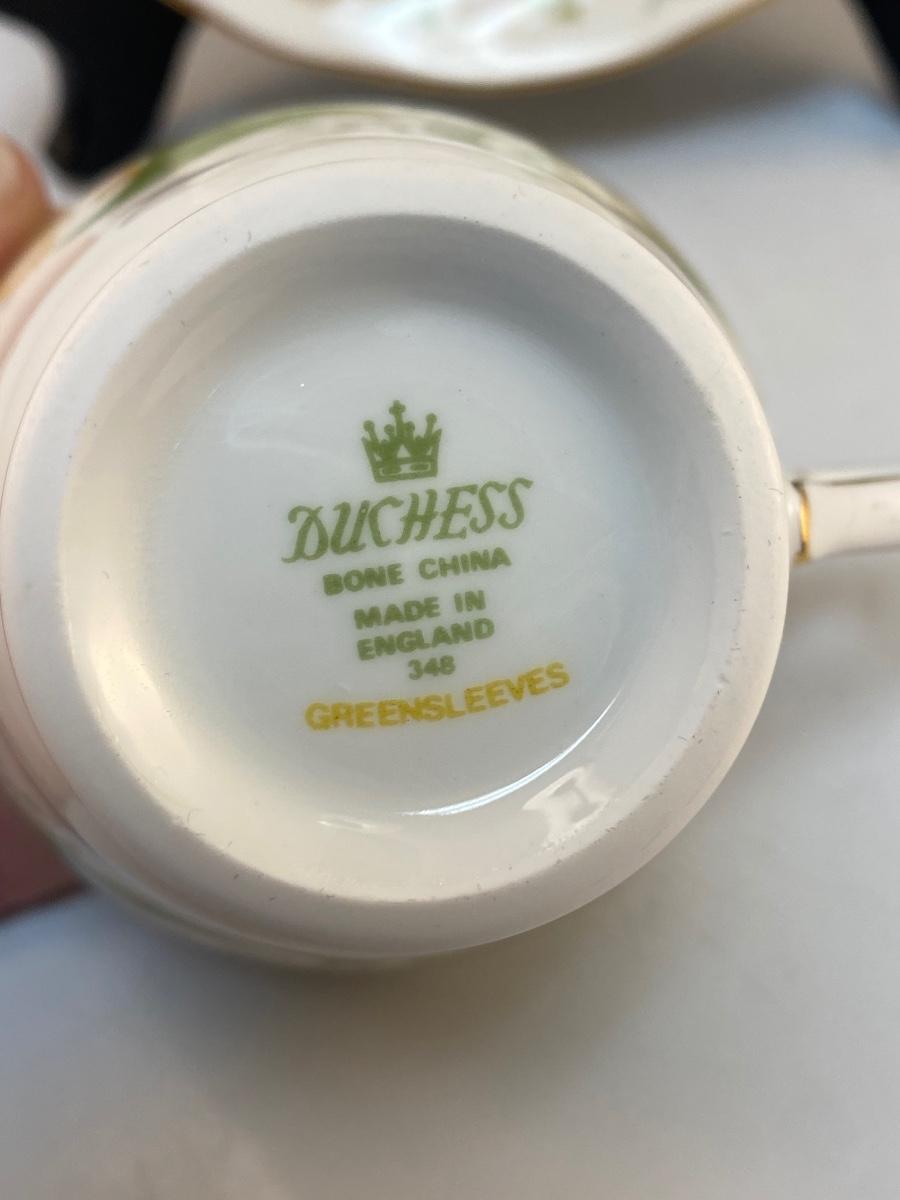 DUCHESS
BONE CHINA
MADE IN
ENGLAND
348
GREENSLEEVES